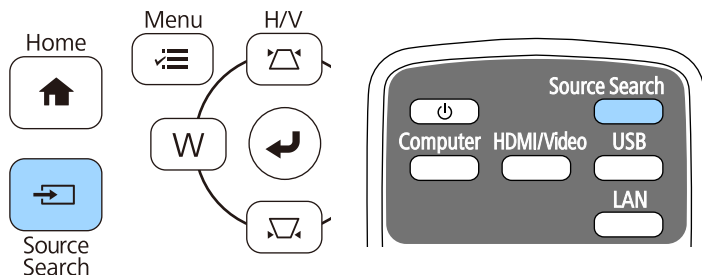 Menu
H/V
Home
W
Source
Search
Source Search
Computer HDMI/Video USB
LAN